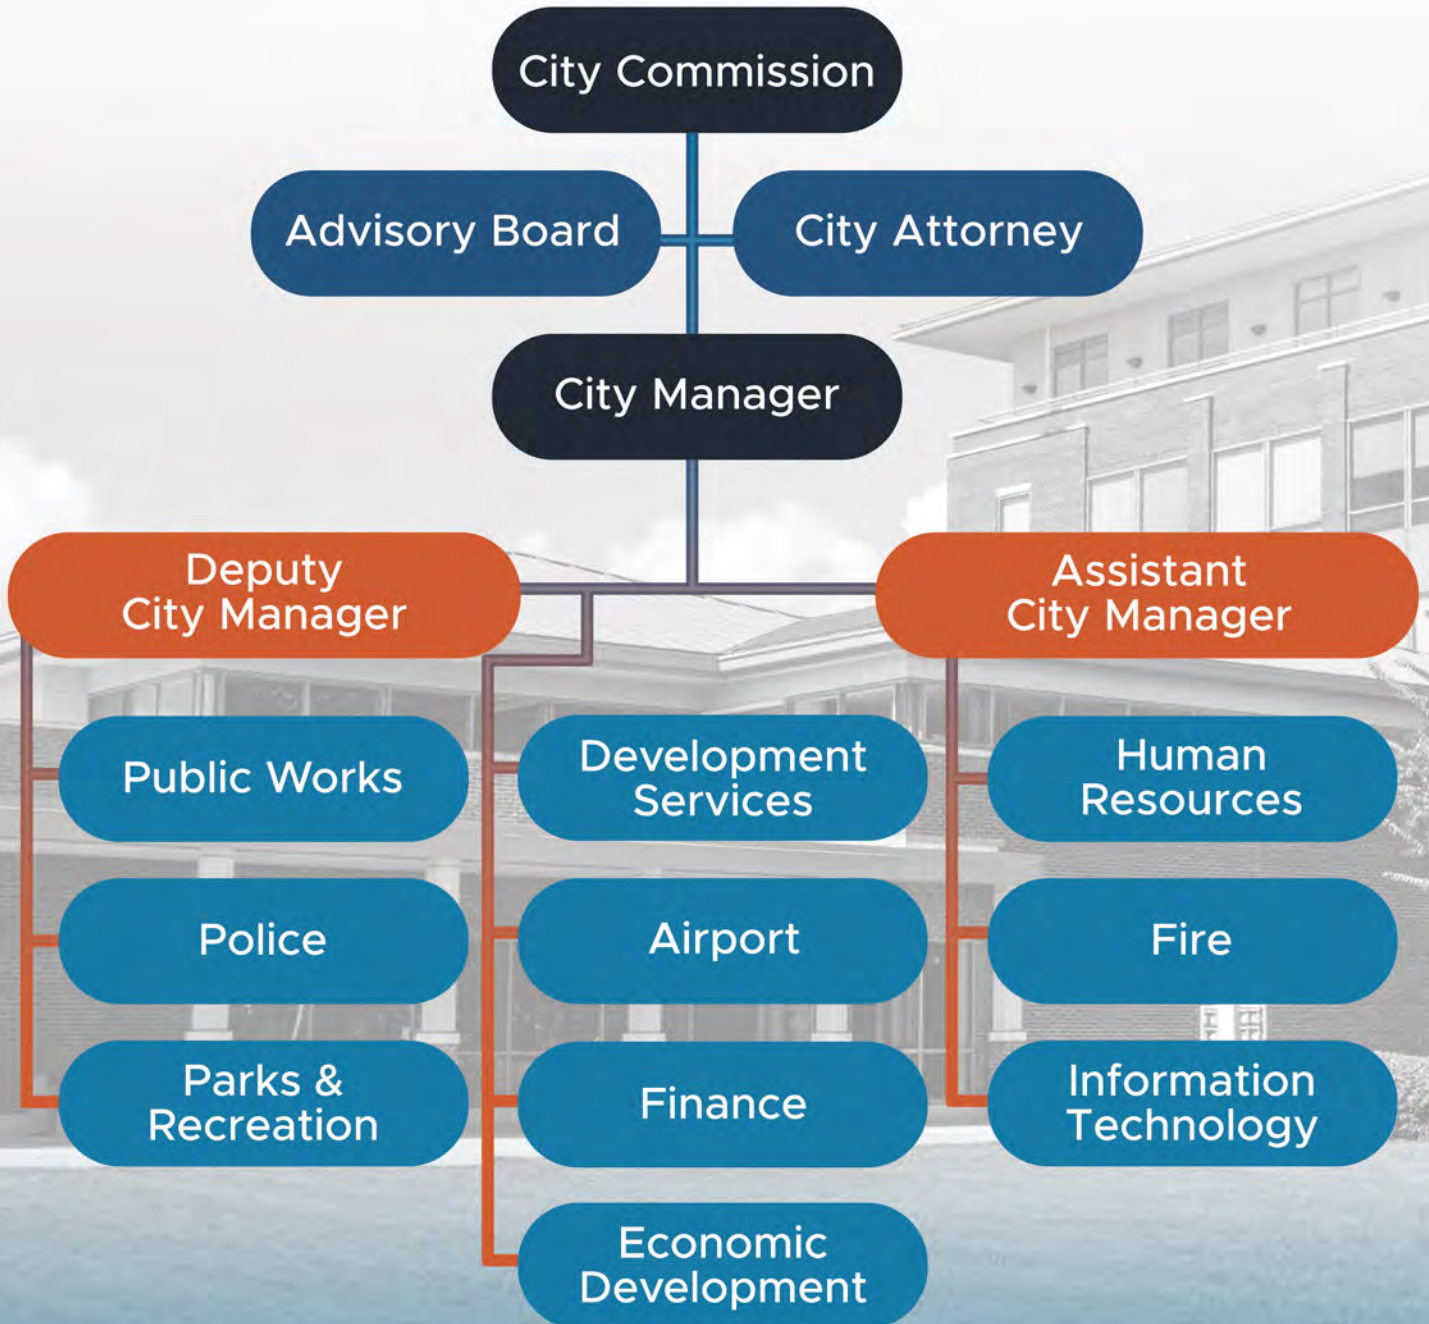 City Commission
Advisory Board
City Attorney
City Manager
Deputy
City Manager
Assistant
City Manager
Public Works
Development
Services
Human
Resources
Police
Airport
Fire
Parks &
Recreation
Finance
Information
Technology
Economic
Development